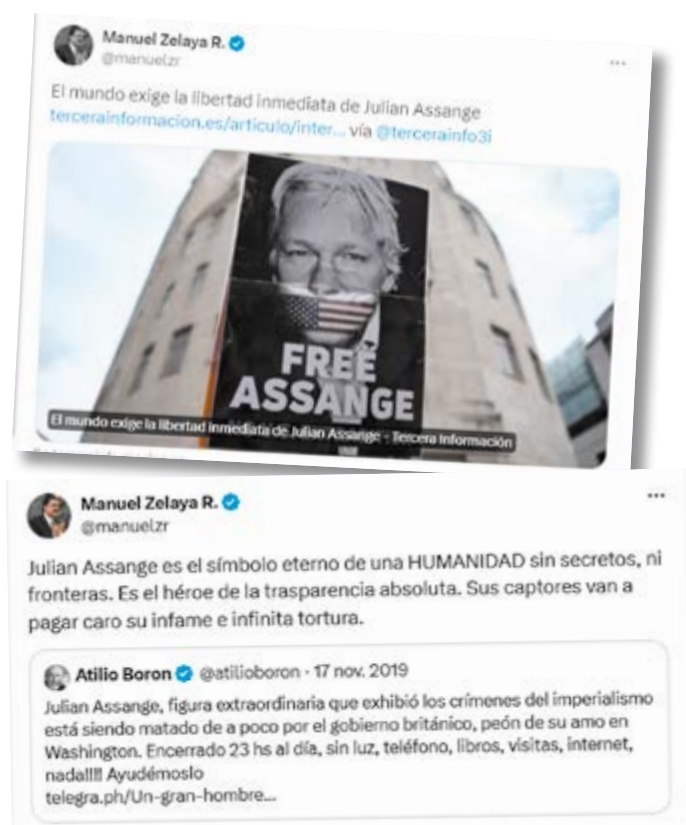 Manuel Zelaya R.
@manuelzr
El mundo exige la libertad inmediata de Julian Assange
tercerainformacion.es/articulo/inter... vía @tercerainfo3i
FREE
ASSANGE
El mundo exige la libertad inmediata de Julian Assange - Tercera Información
Manuel Zelaya R.
@manuelzr
Julian Assange es el símbolo eterno de una HUMANIDAD sin secretos, ni
fronteras. Es el héroe de la trasparencia absoluta. Sus captores van a
pagar caro su infame e infinita tortura.
Atilio Boron @atilioboron · 17 nov. 2019
Julian Assange, figura extraordinaria que exhibió los crímenes del imperialismo
está siendo matado de a poco por el gobierno británico, peón de su amo en
Washington. Encerrado 23 hs al día, sin luz, teléfono, libros, visitas, internet,
nada!!!! Ayudémoslo
telegra.ph/Un-gran-hombre...